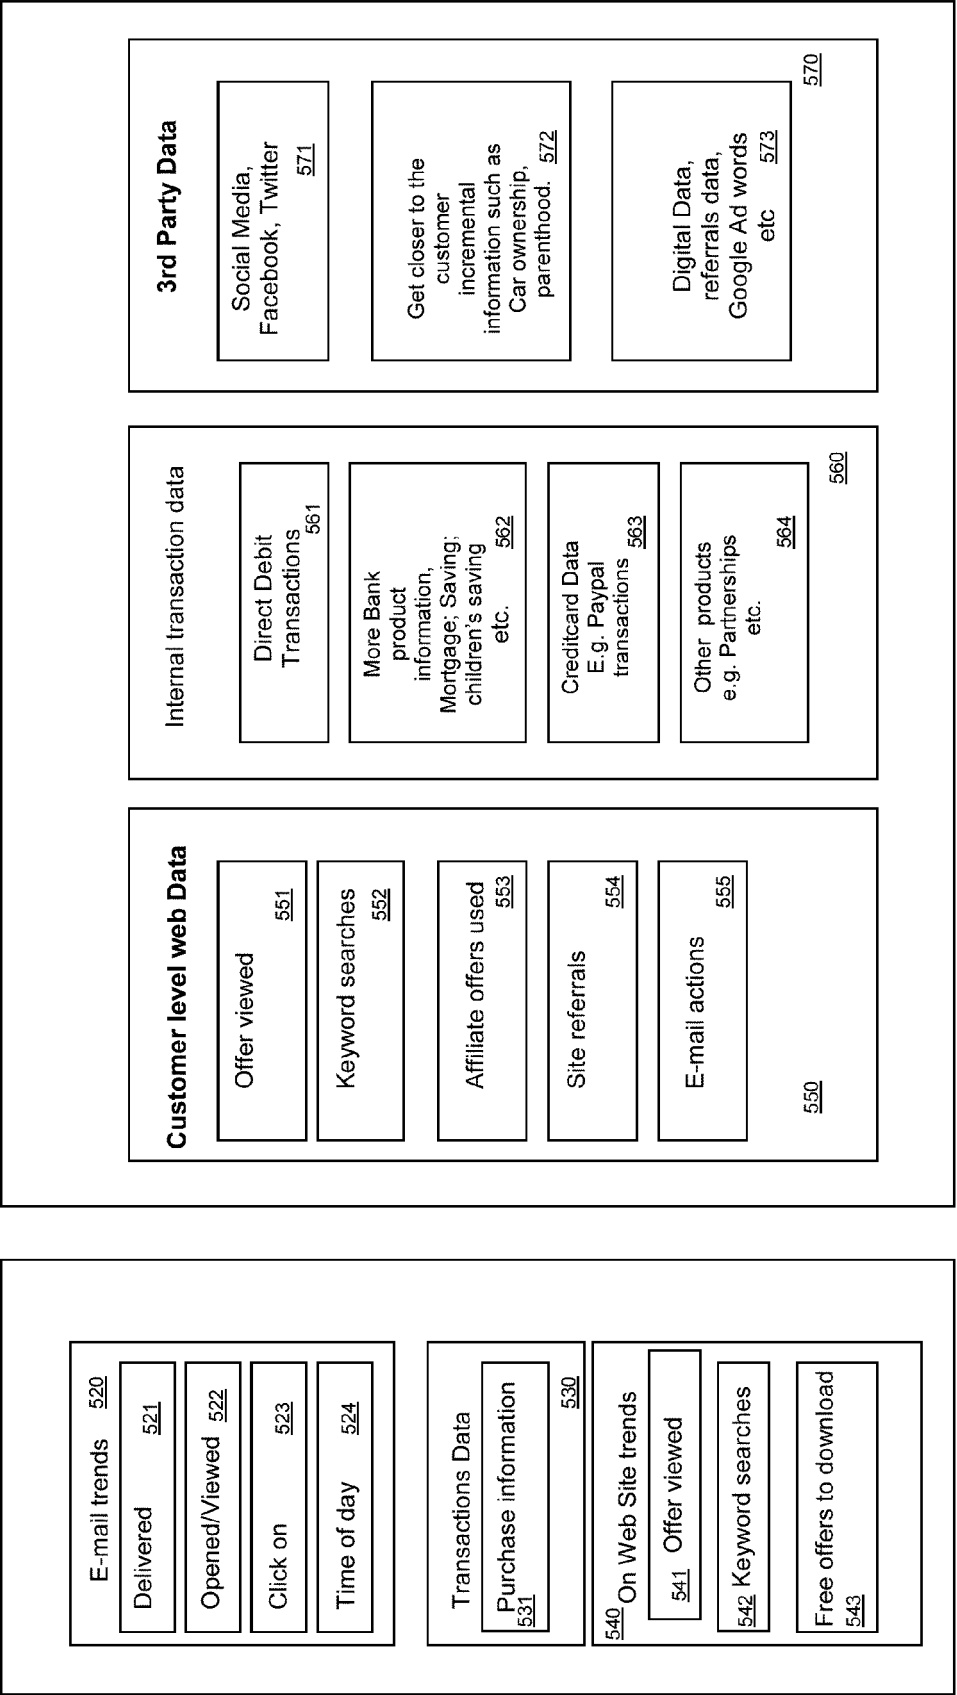 E-mail trends 520
Delivered 521
Opened/Viewed 522
Click on 523
Time of day 524
Transactions Data
Purchase information
531
530
540
On Web Site trends
541 Offer viewed
542 Keyword searches
Free offers to download
543
Customer level web Data
Offer viewed
551
Keyword searches
552
Affiliate offers used
553
Site referrals
554
E-mail actions
555
550
Internal transaction data
Direct Debit
Transactions
561
More Bank
product
information,
Mortgage; Saving;
children's saving
etc. 562
Creditcard Data
E.g. Paypal
transactions 563
Other products
e.g. Partnerships
etc.
564
560
3rd Party Data
Social Media,
Facebook, Twitter
571
Get closer to the
customer
incremental
information such as
Car ownership,
parenthood. 572
Digital Data,
referrals data,
Google Ad words
etc 573
570